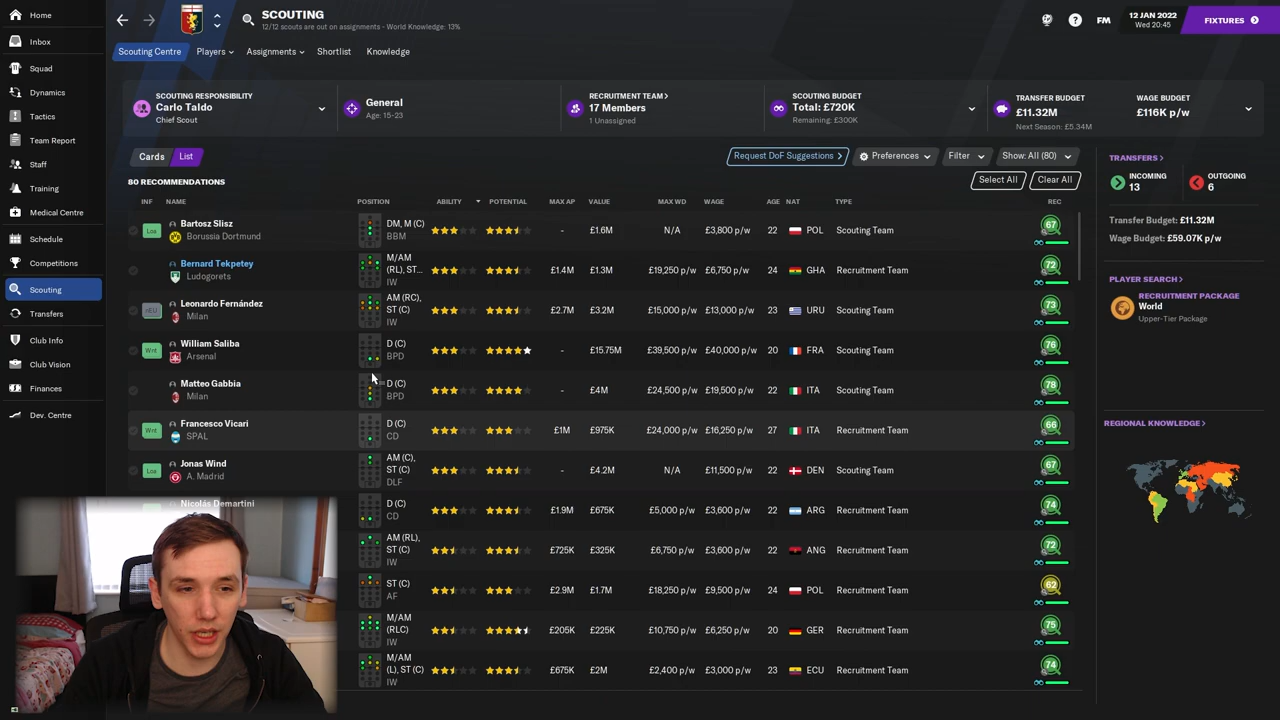 Home
Inbox
Squad
Dynamics
Tactics
Team Report
Staff
Training
Medical Centre
Schedule
Competitions
Scouting
Transfers
Club Info
Club Vision
Finances
Dev. Centre
SCOUTING
12/12 scouts are out on assignments - World Knowledge: 13%
FM
12 JAN 2022
Wed 20:45
FIXTURES
Scouting Centre
Players
Assignments
Shortlist
Knowledge
SCOUTING RESPONSIBILITY
Carlo Taldo
Chief Scout
General
Age: 15-23
RECRUITMENT TEAM >
17 Members
1 Unassigned
SCOUTING BUDGET
Total: £720K
Remaining: £300K
TRANSFER BUDGET
£11.32M
Next Season: £5.34M
WAGE BUDGET
£116K p/w
Cards
List
Request DoF Suggestions >
Preferences
Filter
Show: All (80)
80 RECOMMENDATIONS
Select All
Clear All
INF NAME POSITION ABILITY POTENTIAL MAX AP VALUE MAX WD WAGE AGE NAT TYPE REC
Los Bartosz Slisz DM, M (C) - £1.6M N/A £3,800 p/w 22 POL Scouting Team 67
Borussia Dortmund BBM
Bernard Tekpetey M/AM (RL), ST... £1.4M £1.3M £19,250 p/w £6,750 p/w 24 GHA Recruitment Team 72
Ludogorets IW
nEU Leonardo Fernández AM (RC), ST (C) £2.7M £3.2M £15,000 p/w £13,000 p/w 23 URU Scouting Team 73
Milan IW
Wnt William Saliba D (C) - £15.75M £39,500 p/w £40,000 p/w 20 FRA Scouting Team 76
Arsenal BPD
Matteo Gabbia D (C) - £4M £24,500 p/w £19,500 p/w 22 ITA Scouting Team 78
Milan BPD
Wnt Francesco Vicari D (C) £1M £975K £24,000 p/w £16,250 p/w 27 ITA Recruitment Team 66
SPAL CD
Los Jonas Wind AM (C), ST (C) - £4.2M N/A £11,500 p/w 22 DEN Scouting Team 67
A. Madrid DLF
Nicolás Demartini D (C) £1.9M £675K £5,000 p/w £3,600 p/w 22 ARG Recruitment Team 74
CD
AM (RL), ST (C) £725K £325K £6,750 p/w £3,600 p/w 22 ANG Recruitment Team 72
IW
ST (C) £2.9M £1.7M £18,250 p/w £9,500 p/w 24 POL Recruitment Team 62
AF
M/AM (RLC) £205K £225K £10,750 p/w £6,250 p/w 20 GER Recruitment Team 75
IW
M/AM (L), ST (C) £675K £2M £2,400 p/w £3,000 p/w 23 ECU Recruitment Team 74
IW
TRANSFERS >
INCOMING
13
OUTGOING
6
Transfer Budget: £11.32M
Wage Budget: £59.07K p/w
PLAYER SEARCH >
RECRUITMENT PACKAGE
World
Upper-Tier Package
REGIONAL KNOWLEDGE >